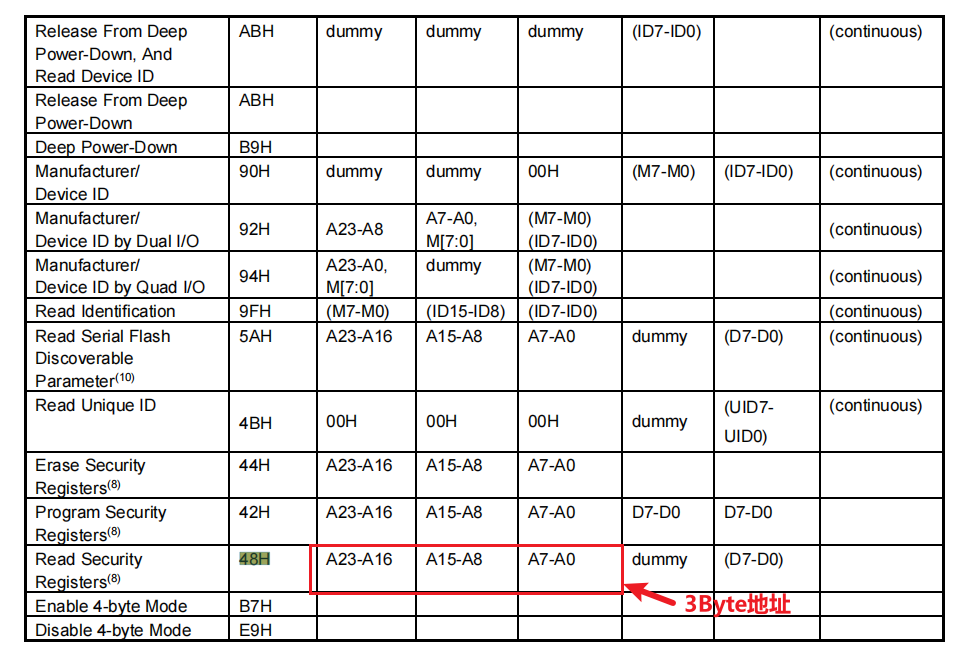 Release From Deep Power-Down, And Read Device ID ABH dummy dummy dummy (ID7-ID0) (continuous)
Release From Deep Power-Down ABH
Deep Power-Down B9H
Manufacturer/ Device ID 90H dummy dummy 00H (M7-M0) (ID7-ID0) (continuous)
Manufacturer/ Device ID by Dual I/O 92H A23-A8 A7-A0, M[7:0] (M7-M0) (ID7-ID0) (continuous)
Manufacturer/ Device ID by Quad I/O 94H A23-A0, M[7:0] dummy (M7-M0) (ID7-ID0) (continuous)
Read Identification 9FH (M7-M0) (ID15-ID8) (ID7-ID0) (continuous)
Read Serial Flash Discoverable Parameter(10) 5AH A23-A16 A15-A8 A7-A0 dummy (D7-D0) (continuous)
Read Unique ID 4BH 00H 00H 00H dummy (UID7-UID0) (continuous)
Erase Security Registers(8) 44H A23-A16 A15-A8 A7-A0
Program Security Registers(8) 42H A23-A16 A15-A8 A7-A0 D7-D0 D7-D0
Read Security Registers(8) 48H A23-A16 A15-A8 A7-A0 dummy (D7-D0)
3Byte地址
Enable 4-byte Mode B7H
Disable 4-byte Mode E9H